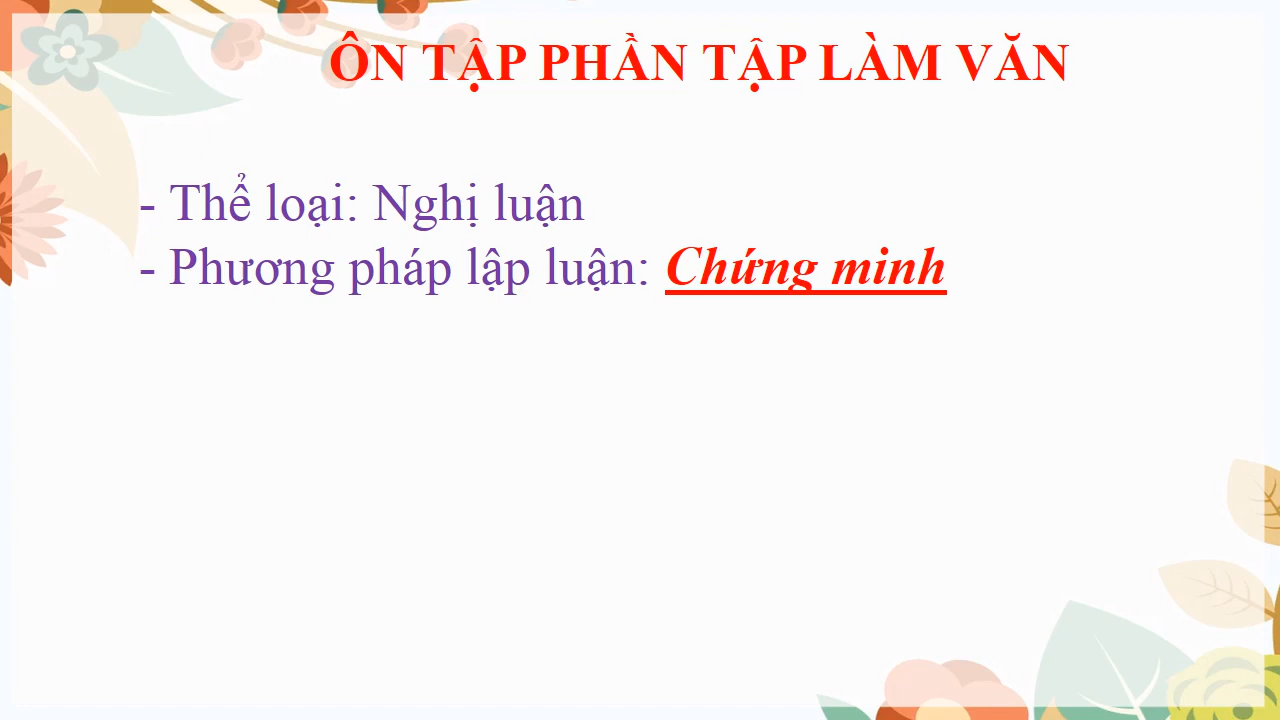 ÔN TẬP PHẦN TẬP LÀM VĂN
- Thể loại: Nghị luận
- Phương pháp lập luận: Chứng minh